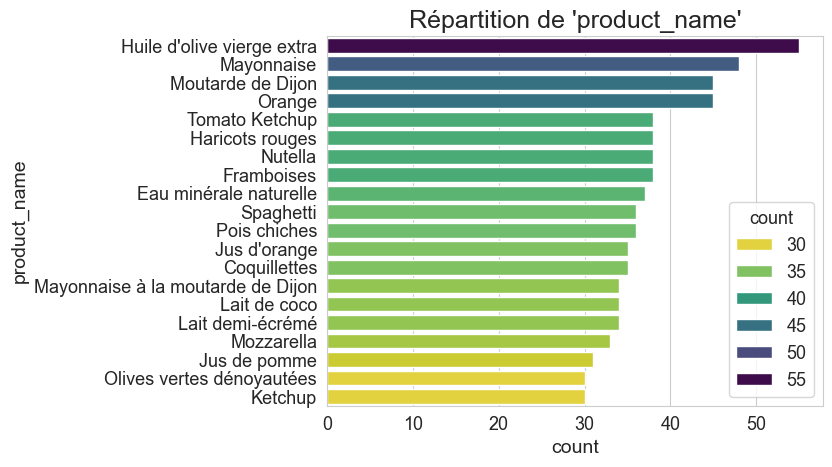 Répartition de 'product_name'
product_name
Huile d'olive vierge extra
Mayonnaise
Moutarde de Dijon
Orange
Tomato Ketchup
Haricots rouges
Nutella
Framboises
Eau minérale naturelle
Spaghetti
Pois chiches
Jus d'orange
Coquillettes
Mayonnaise à la moutarde de Dijon
Lait de coco
Lait demi-écrémé
Mozzarella
Jus de pomme
Olives vertes dénoyautées
Ketchup
count
30
35
40
45
50
55
0 10 20 30 40 50
count